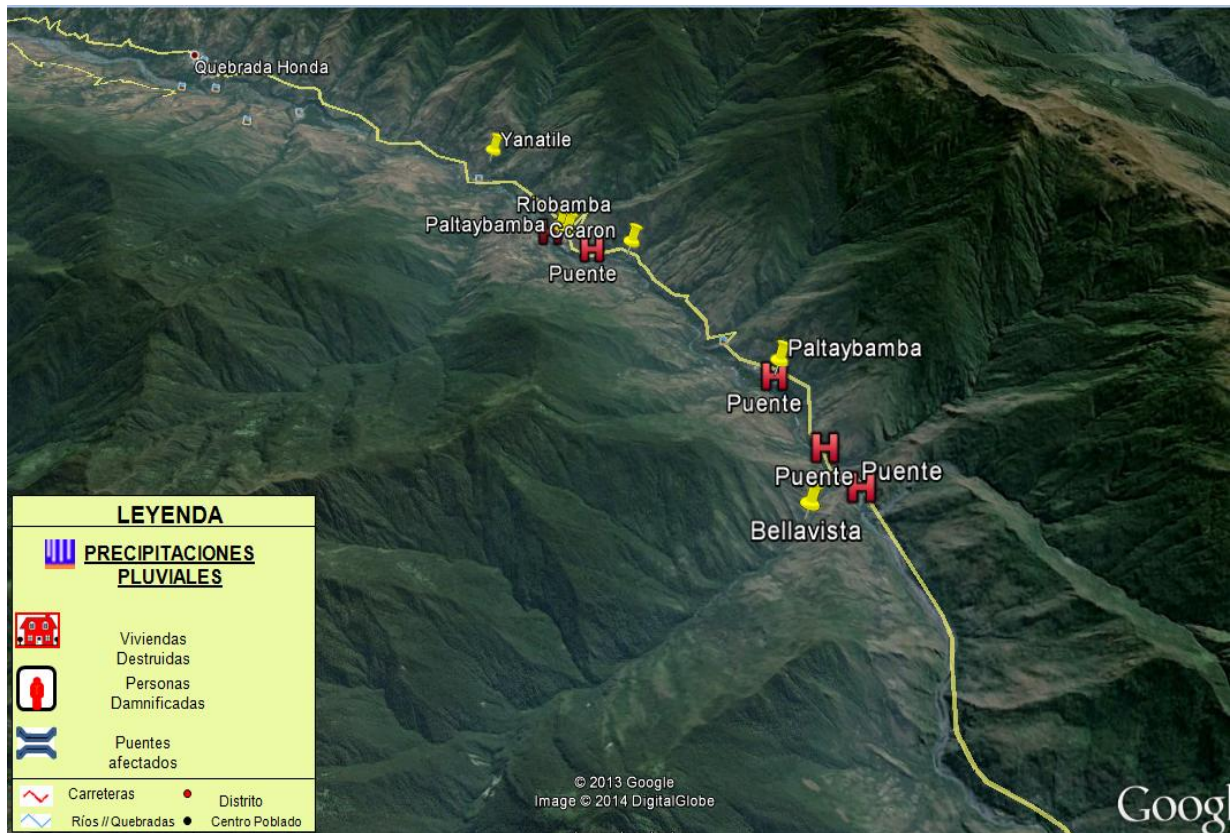 Quebrada Honda
Yanatile
Riobamba
Paltaybamba
Ccaron
Puente
Paltaybamba
Puente
Puente
Puente
Bellavista
LEYENDA
PRECIPITACIONES
PLUVIALES
Viviendas
Destruidas
Personas
Damnificadas
Puentes
afectados
Carreteras
Distrito
Ríos // Quebradas
Centro Poblado
© 2013 Google
Image © 2014 DigitalGlobe
Goog